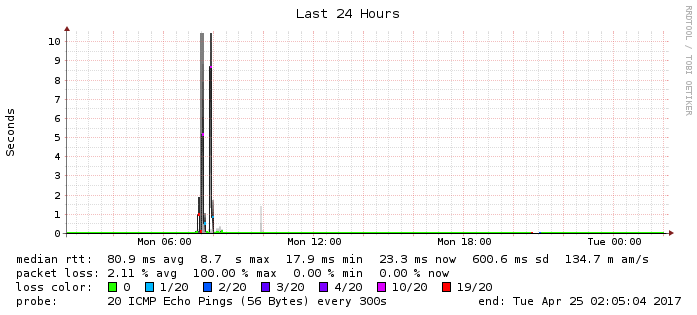 Last 24 Hours
RRDTOOL / TOBI OETIKER
Seconds
10
9
8
7
6
5
4
3
2
1
0
Mon 06:00 Mon 12:00 Mon 18:00 Tue 00:00
median rtt: 80.9 ms avg 8.7 s max 17.9 ms min 23.3 ms now 600.6 ms sd 134.7 m am/s
packet loss: 2.11 % avg 100.00 % max 0.00 % min 0.00 % now
loss color: 0 1/20 2/20 3/20 4/20 10/20 19/20
probe: 20 ICMP Echo Pings (56 Bytes) every 300s end: Tue Apr 25 02:05:04 2017